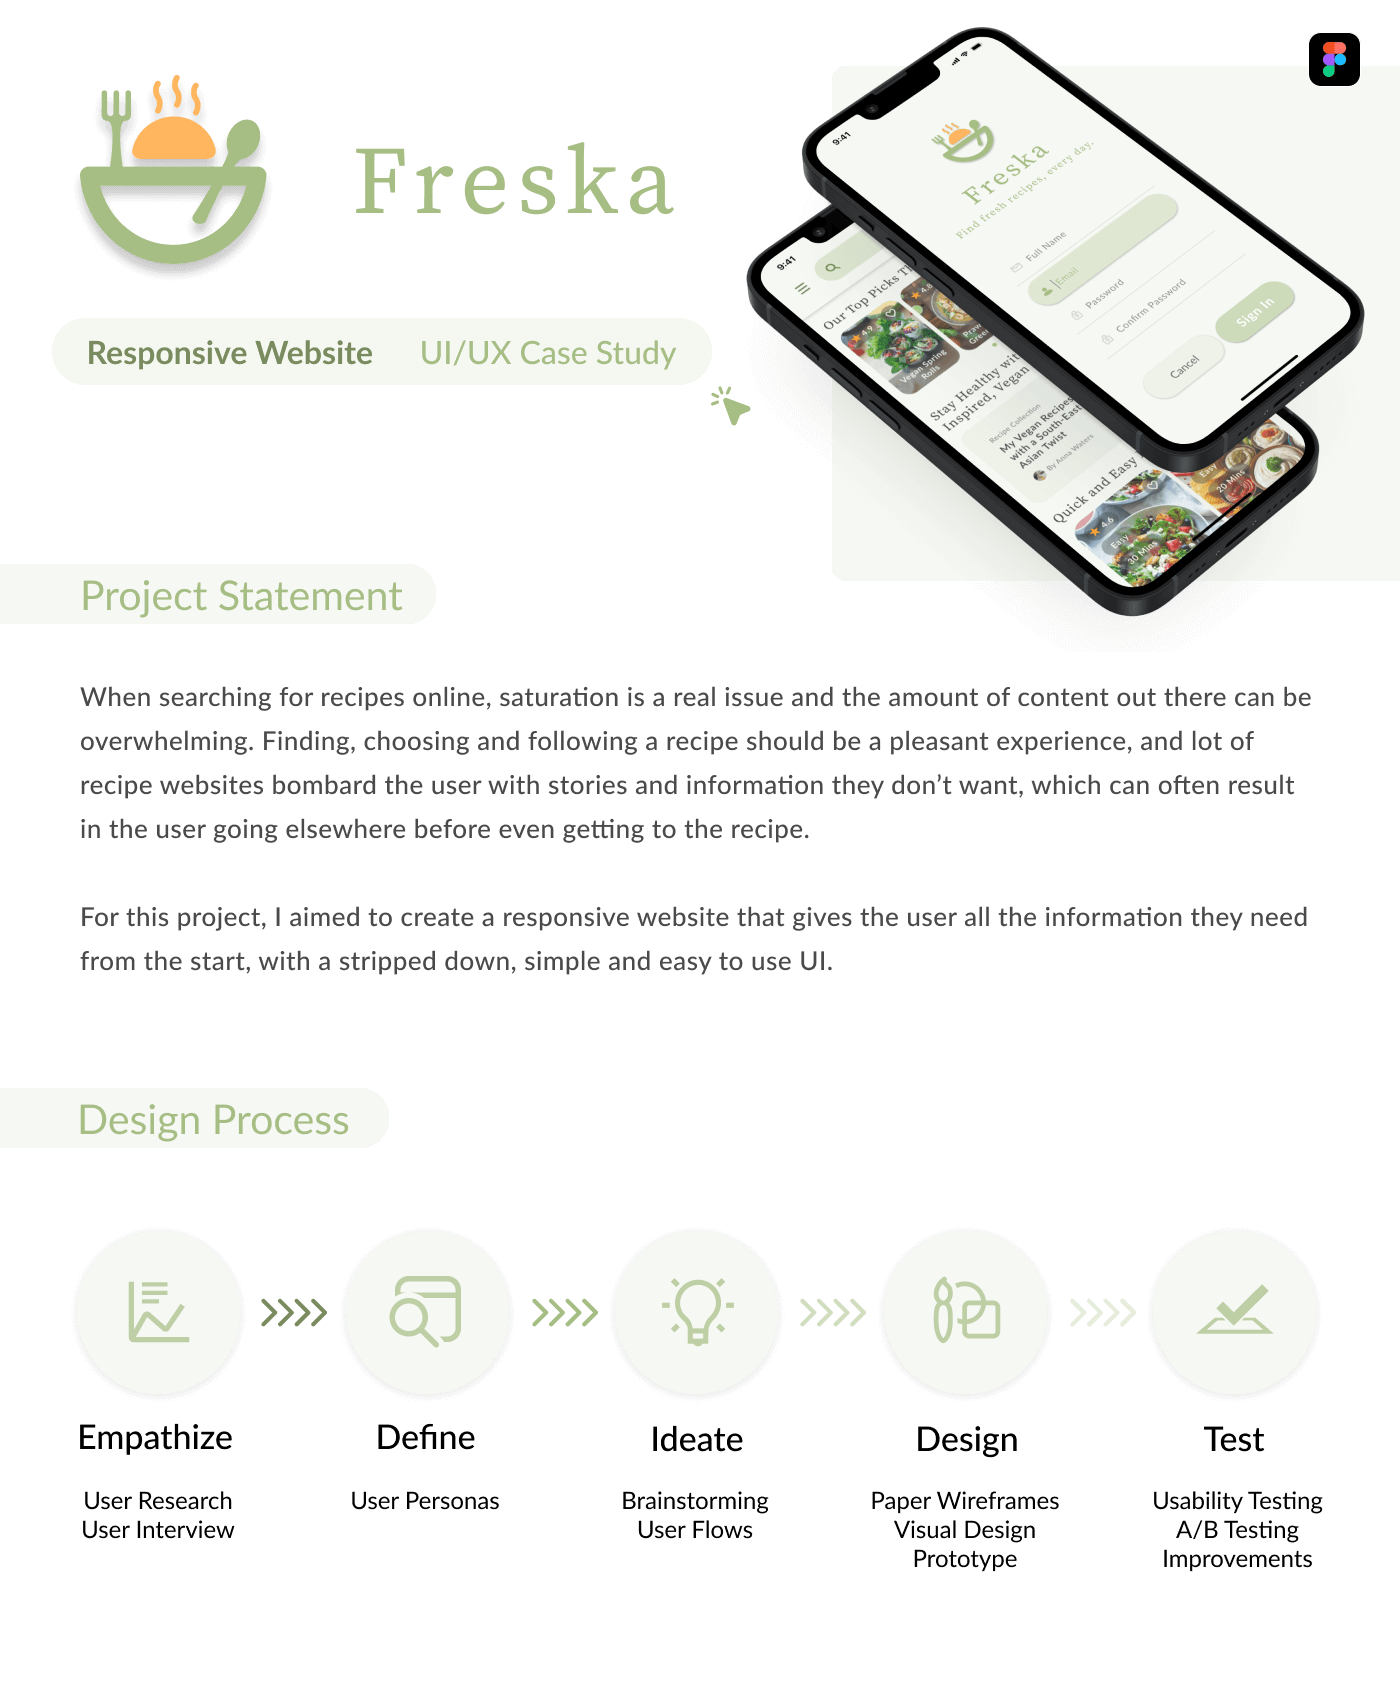 Freska
Responsive Website
UI/UX Case Study
9:41
Freska
Find fresh recipes, every day.
Full Name
Email
Password
Confirm Password
Sign In
Cancel
9:41
Our Top Picks
4.9
4.8
Vegan Spring
Rolls
Stay Healthy
Inspired, Vegan
Recipe Collection
My Vegan Recipes
with a South-East
Asian Twist
By Anna Waters
Quick and Easy
4.6
Easy
30 Mins
Easy
20 Mins
Project Statement
When searching for recipes online, saturation is a real issue and the amount of content out there can be
overwhelming. Finding, choosing and following a recipe should be a pleasant experience, and lot of
recipe websites bombard the user with stories and information they don’t want, which can often result
in the user going elsewhere before even getting to the recipe.
For this project, I aimed to create a responsive website that gives the user all the information they need
from the start, with a stripped down, simple and easy to use UI.
Design Process
Empathize
User Research
User Interview
Define
User Personas
Ideate
Brainstorming
User Flows
Design
Paper Wireframes
Visual Design
Prototype
Test
Usability Testing
A/B Testing
Improvements